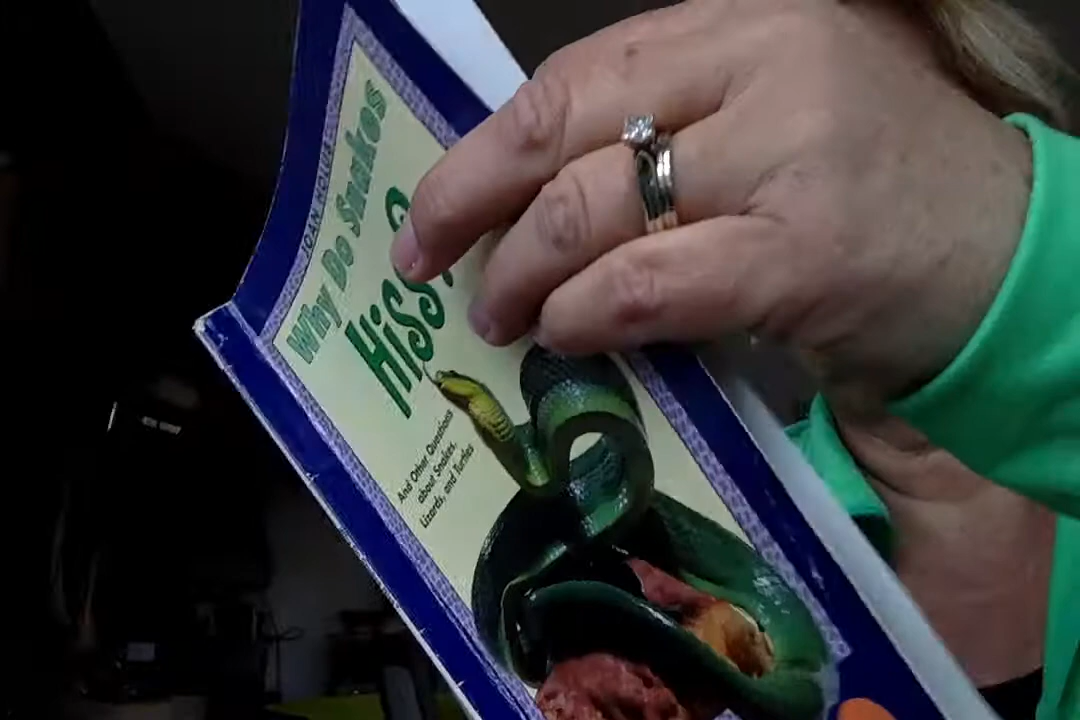 JOAN HOLUB
Why Do Snakes
Hiss?
And Other Questions
about Snakes,
Lizards, and Turtles